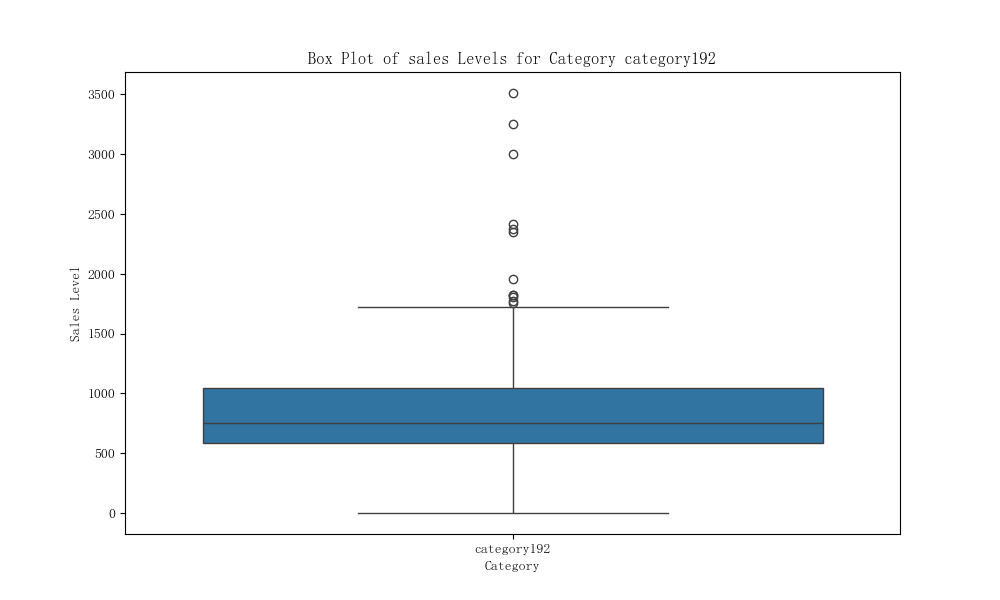 Box Plot of sales Levels for Category category192
3500
3000
2500
2000
1500
1000
500
0
Sales Level
category192
Category